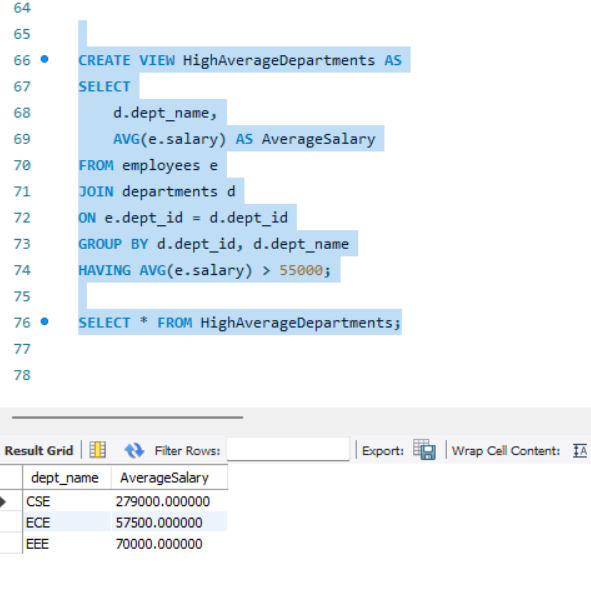 64
65
66 CREATE VIEW HighAverageDepartments AS
67 SELECT
68 d.dept_name,
69 AVG(e.salary) AS AverageSalary
70 FROM employees e
71 JOIN departments d
72 ON e.dept_id = d.dept_id
73 GROUP BY d.dept_id, d.dept_name
74 HAVING AVG(e.salary) > 55000;
75
76 SELECT * FROM HighAverageDepartments;
77
78
Result Grid Filter Rows: Export: Wrap Cell Content: IA
dept_name AverageSalary
CSE 279000.000000
ECE 57500.000000
EEE 70000.000000